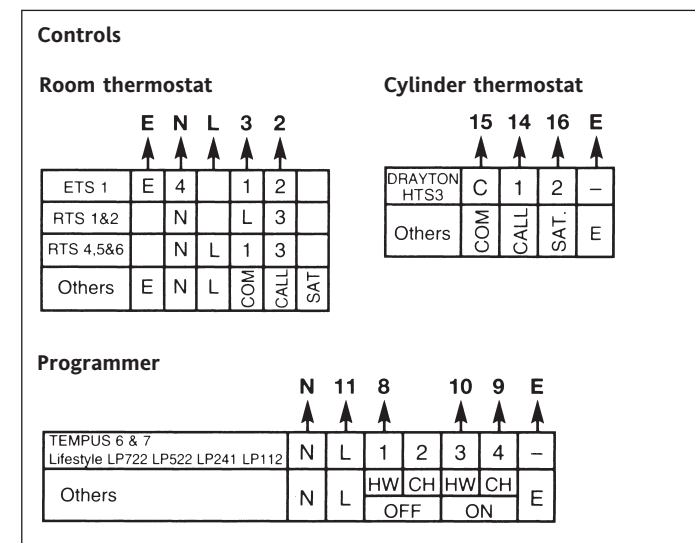 Controls
Room thermostat
E N L 3 2
ETS 1 E 4 1 2
RTS 1&2 N L 3
RTS 4,5&6 N L 1 3
Others E N L COM CALL SAT
Cylinder thermostat
15 14 16 E
DRAYTON
HTS3 C 1 2 –
Others COM CALL SAT. E
Programmer
N 11 8 10 9 E
TEMPUS 6 & 7
Lifestyle LP722 LP522 LP241 LP112 N L 1 2 3 4 –
Others N L HW CH HW CH E
OFF ON